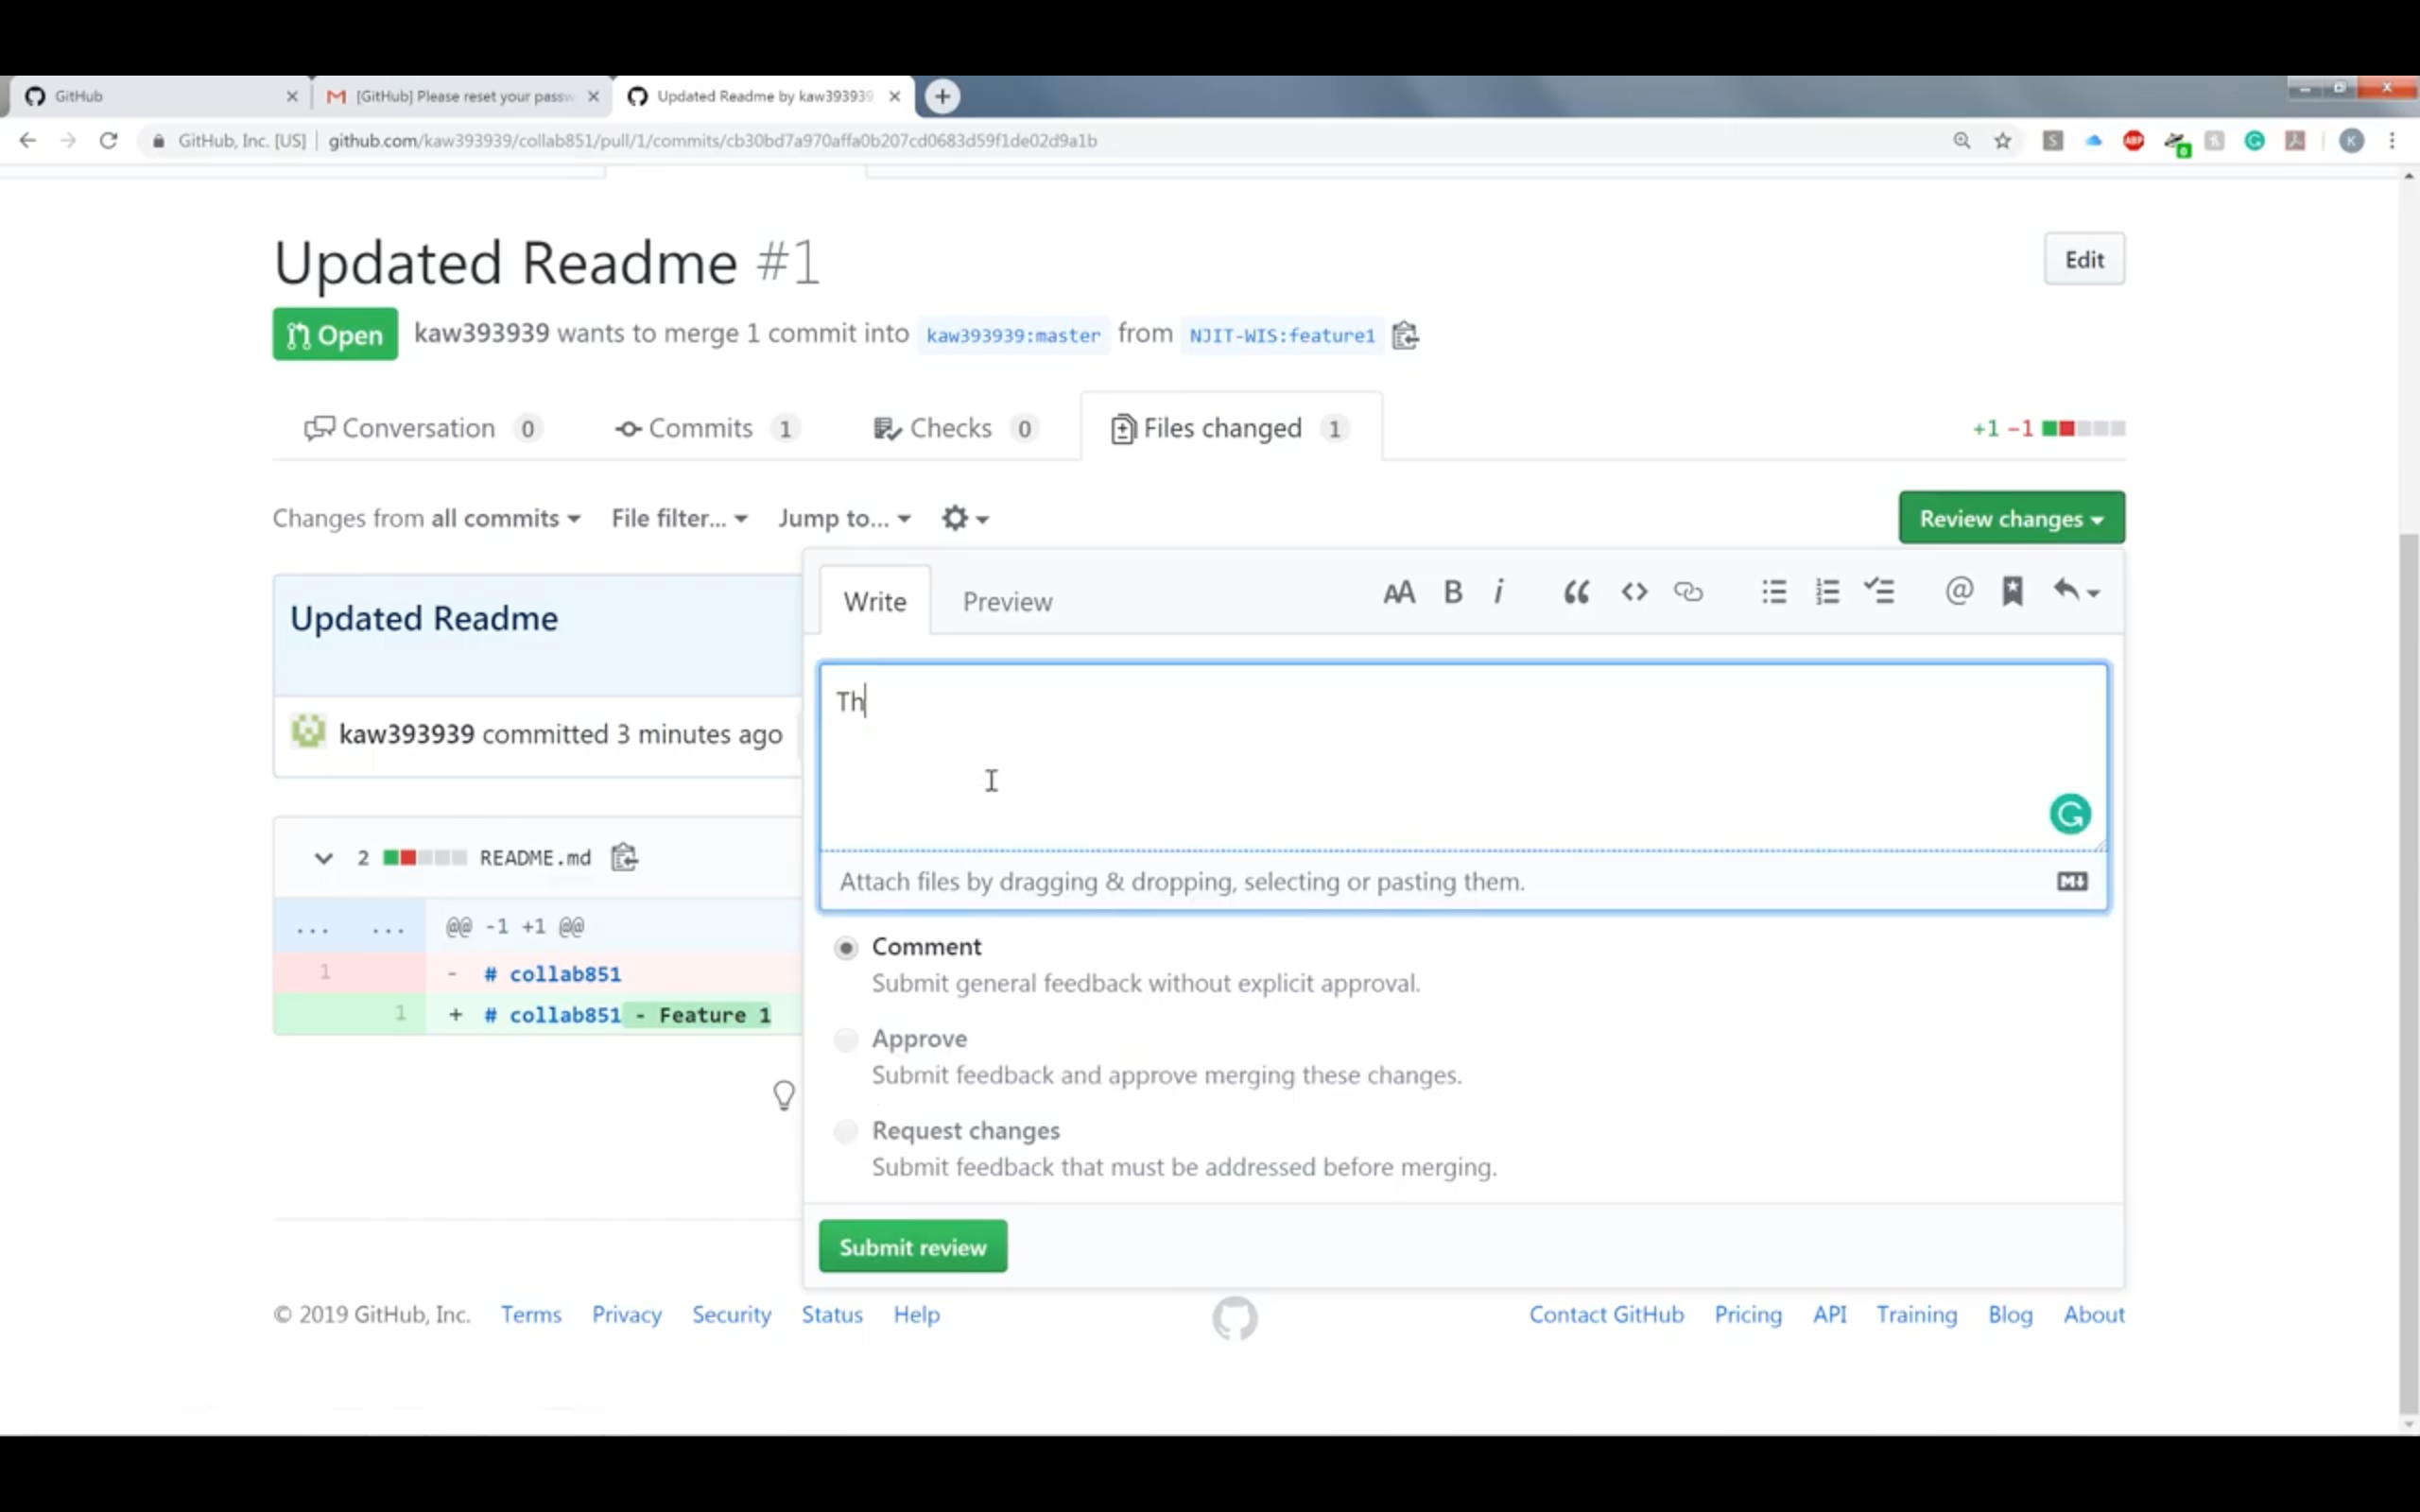 GitHub
[GitHub] Please reset your passw
Updated Readme by kaw393939
GitHub, Inc. [US] | github.com/kaw393939/collab851/pull/1/commits/cb30bd7a970affa0b207cd0683d59f1de02d9a1b
Updated Readme #1
Edit
Open kaw393939 wants to merge 1 commit into kaw393939:master from NJIT-WIS:feature1
Conversation 0 Commits 1 Checks 0 Files changed 1 +1 −1
Changes from all commits File filter... Jump to... Review changes
Write Preview AA B i
Updated Readme
Th
kaw393939 committed 3 minutes ago
2 README.md
Attach files by dragging & dropping, selecting or pasting them.
... ... @@ -1 +1 @@
1 - # collab851
1 + # collab851 - Feature 1
Comment
Submit general feedback without explicit approval.
Approve
Submit feedback and approve merging these changes.
Request changes
Submit feedback that must be addressed before merging.
Submit review
© 2019 GitHub, Inc. Terms Privacy Security Status Help Contact GitHub Pricing API Training Blog About